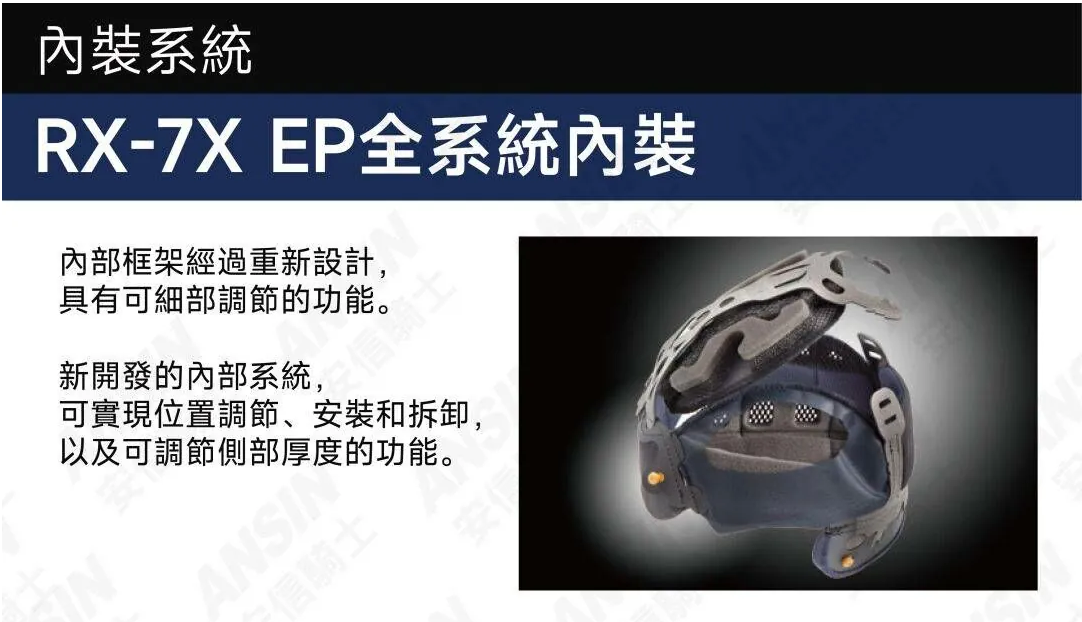 內裝系統
RX-7X EP全系統內裝
內部框架經過重新設計,
具有可細部調節的功能。
新開發的內部系統,
可實現位置調節、安裝和拆卸,
以及可調節側部厚度的功能。
ANSIN
安信騎士